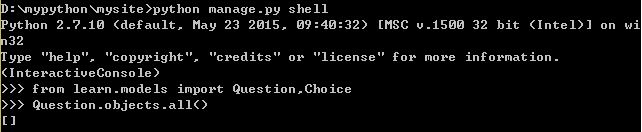 D:\mypython\mysite>python manage.py shell
Python 2.7.10 (default, May 23 2015, 09:40:32) [MSC v.1500 32 bit (Intel)] on wi
n32
Type "help", "copyright", "credits" or "license" for more information.
(InteractiveConsole)
>>> from learn.models import Question,Choice
>>> Question.objects.all()
[]